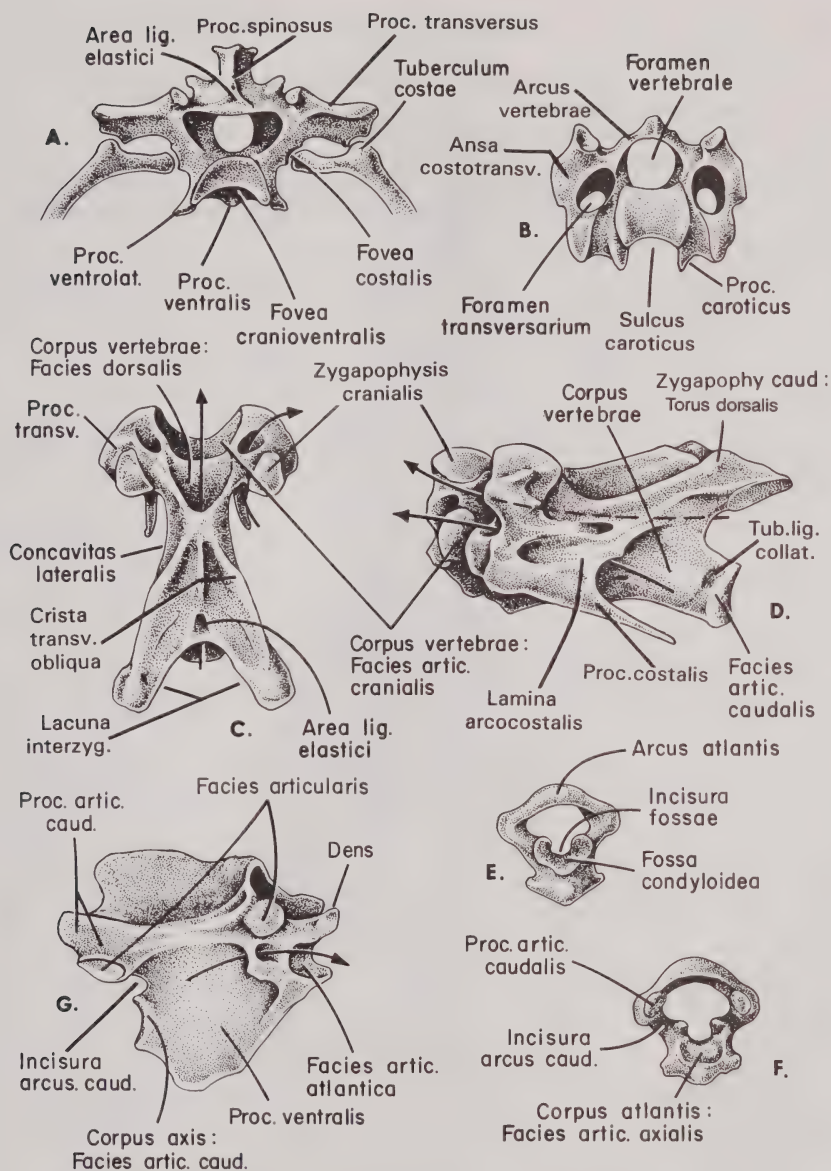 Proc.spinosus
Area lig.
elastici
Proc. transversus
Tuberculum
costae
A.
Proc.
ventrolat.
Proc.
ventralis
Fovea
cranioventralis
Fovea
costalis
Foramen
vertebrale
Arcus
vertebrae
Ansa
costotransv.
B.
Foramen
transversarium
Sulcus
caroticus
Proc.
caroticus
Corpus vertebrae:
Facies dorsalis
Proc.
transv.
Zygapophysis
cranialis
Concavitas
lateralis
Crista
transv.
obliqua
Lacuna
interzyg.
C.
Area lig.
elastici
Corpus vertebrae:
Facies artic.
cranialis
Corpus
vertebrae
Zygapophy caud :
Torus dorsalis
Tub.lig.
collat.
D.
Lamina
arcocostalis
Proc.costalis
Facies
artic.
caudalis
Proc. artic.
caud.
Facies articularis
Dens
G.
Incisura
arcus. caud.
Corpus axis :
Facies artic. caud.
Proc. ventralis
Facies artic.
atlantica
Arcus atlantis
Incisura
fossae
E.
Fossa
condyloidea
Proc. artic.
caudalis
Incisura
arcus caud.
F.
Corpus atlantis :
Facies artic. axialis